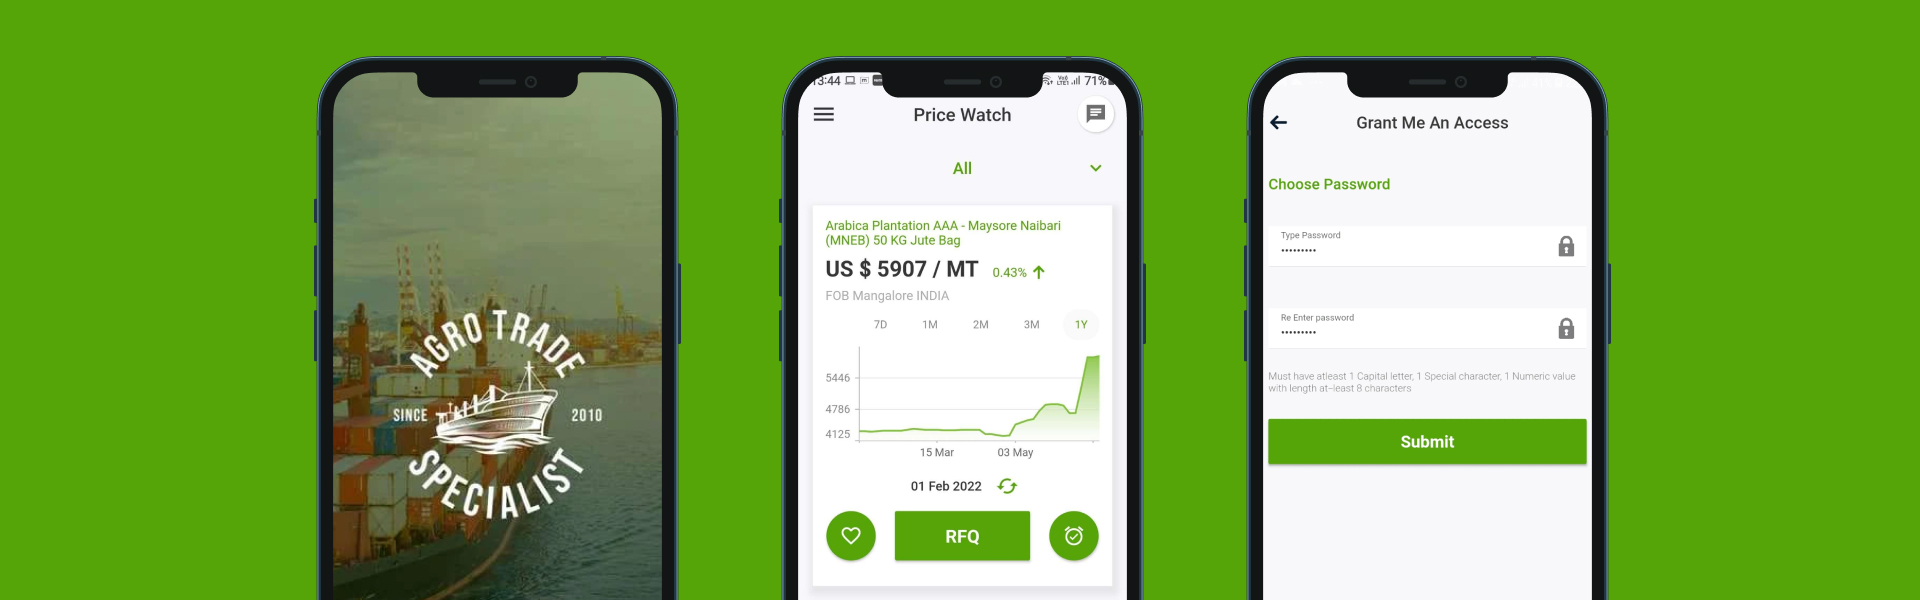 AGRO TRADE
SINCE 2010
SPECIALIST
13:44
71%
Price Watch
All
Arabica Plantation AAA - Maysore Naibari
(MNEB) 50 KG Jute Bag
US $ 5907 / MT 0.43%
FOB Mangalore INDIA
7D 1M 2M 3M 1Y
5446
4786
4125
15 Mar 03 May
01 Feb 2022
RFQ
Grant Me An Access
Choose Password
Type Password
•••••••••
Re Enter password
•••••••••
Must have atleast 1 Capital letter, 1 Special character, 1 Numeric value
with length at–least 8 characters
Submit